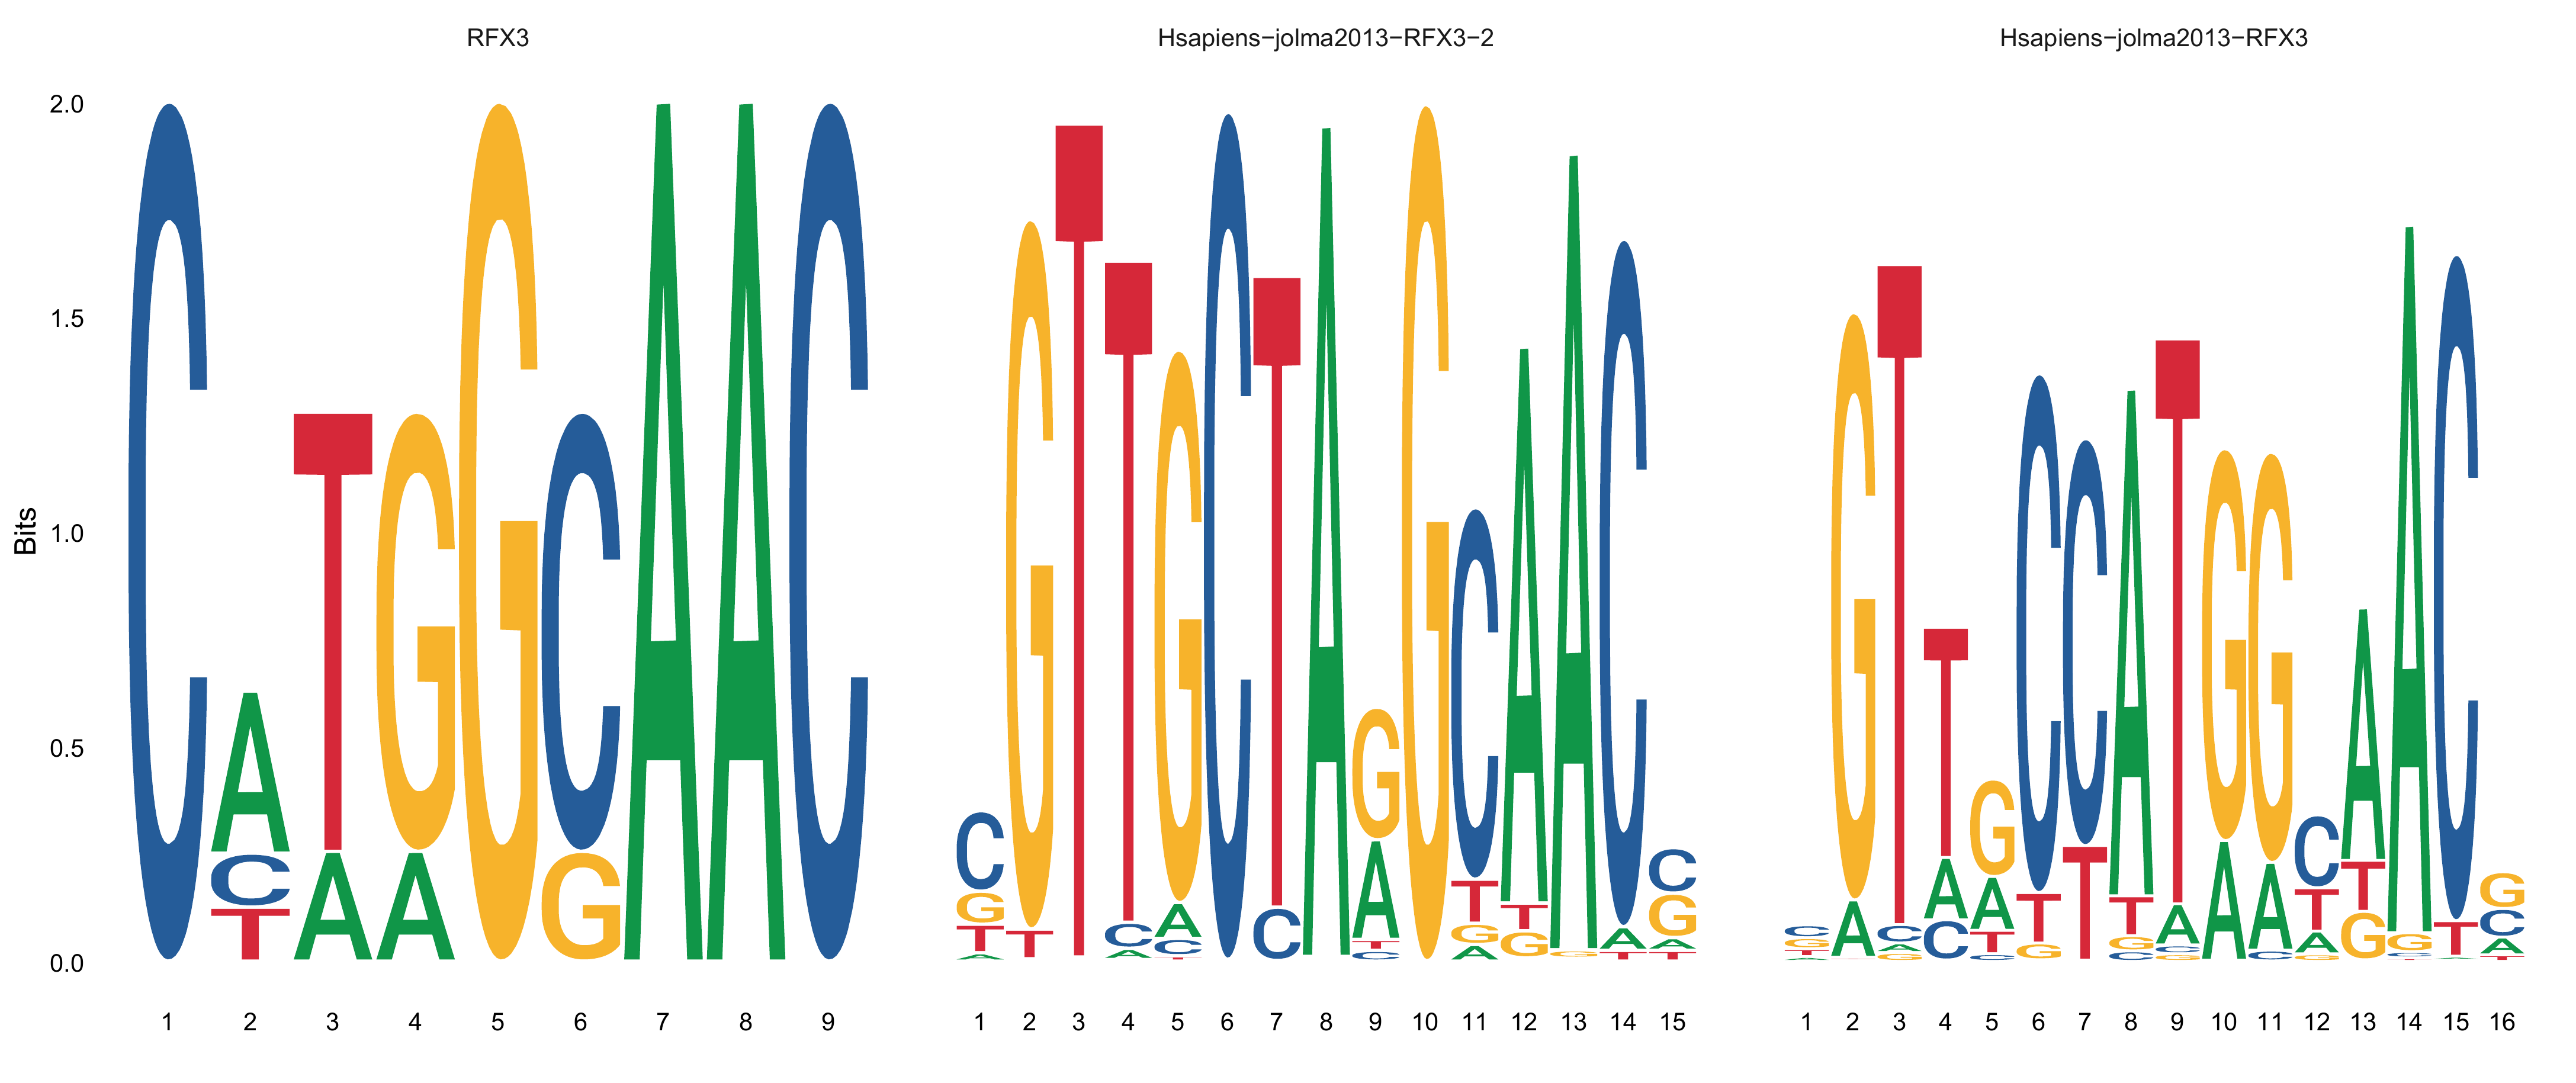 RFX3
Hsapiens−jolma2013−RFX3−2
Hsapiens−jolma2013−RFX3
Bits
2.0
1.5
1.0
0.5
0.0
C A C T T A G A G C G A A C
C G T A G T T T C A G A C T C T C A G A T C G C T G A A T G A G C A T C G A T
C G T A G A T C A G T A C G A T C C T G C T A T G C T A C G G A G A C C T A G A T G A G C C T A G C A T
1 2 3 4 5 6 7 8 9
1 2 3 4 5 6 7 8 9 10 11 12 13 14 15
1 2 3 4 5 6 7 8 9 10 11 12 13 14 15 16